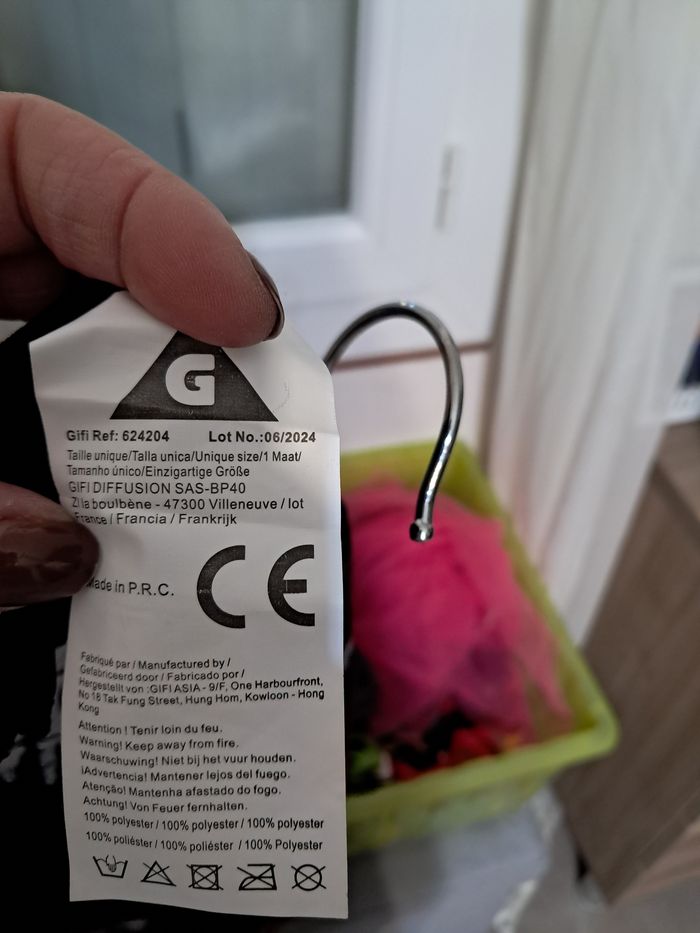 G
Gifi Ref: 624204 Lot No.:06/2024
Taille unique/Talla unica/Unique size/1 Maat/
Tamanho único/Einzigartige Größe
GIFI DIFFUSION SAS-BP40
ZI la boulbène - 47300 Villeneuve / lot
France / Francia / Frankrijk
Made in P.R.C.
CE
Fabriqué par / Manufactured by /
Gefabriceerd door / Fabricado por /
Hergestellt von :GIFI ASIA - 9/F, One Harbourfront,
No 18 Tak Fung Street, Hung Hom, Kowloon - Hong
Kong
Attention ! Tenir loin du feu.
Warning! Keep away from fire.
Waarschuwing! Niet bij het vuur houden.
¡Advertencia! Mantener lejos del fuego.
Atenção! Mantenha afastado do fogo.
Achtung! Von Feuer fernhalten.
100% polyester / 100% polyester / 100% polyester
100% poliéster / 100% poliéster / 100% Polyester